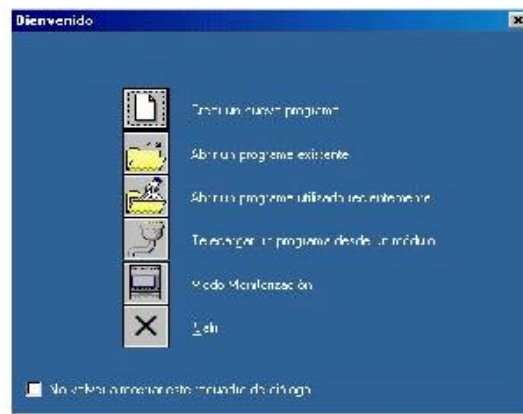 Bienvenido
Crear un nuevo programa
Abrir un programa existente
Abrir un programa utilizado recientemente
Telecargar un programa desde un módulo
Modo Monitorización
Salir
No volver a mostrar este recuadro de diálogo